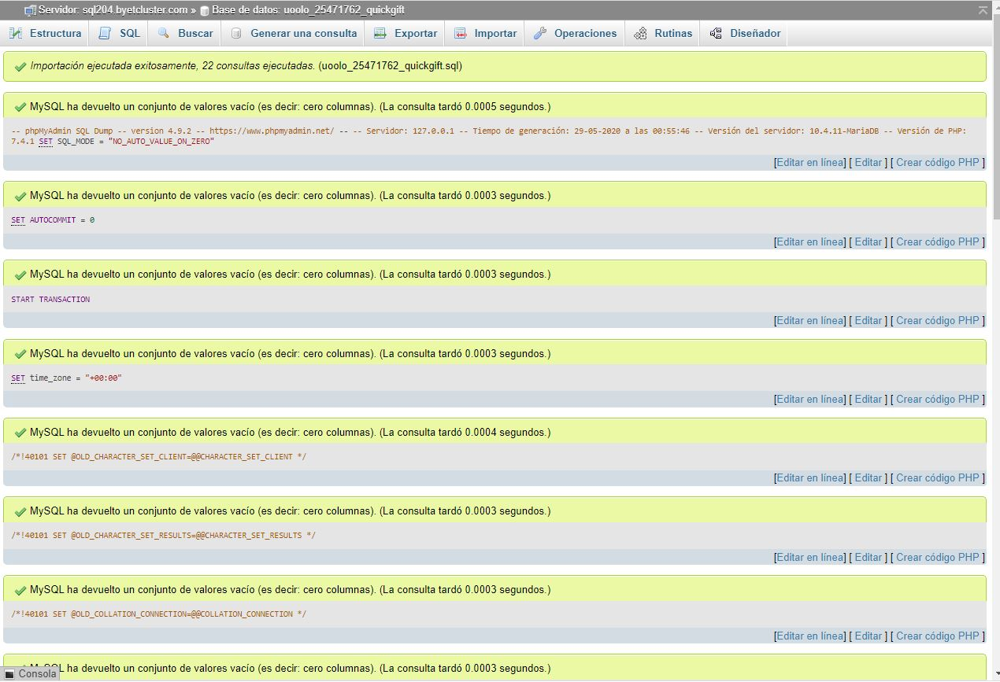 Servidor: sql204.byetcluster.com » Base de datos: uoolo_25471762_quickgift
Estructura SQL Buscar Generar una consulta Exportar Importar Operaciones Rutinas Diseñador
Importación ejecutada exitosamente, 22 consultas ejecutadas. (uoolo_25471762_quickgift.sql)
MySQL ha devuelto un conjunto de valores vacío (es decir: cero columnas). (La consulta tardó 0.0005 segundos.)
-- phpMyAdmin SQL Dump -- version 4.9.2 -- https://www.phpmyadmin.net/ -- -- Servidor: 127.0.0.1 -- Tiempo de generación: 29-05-2020 a las 00:55:46 -- Versión del servidor: 10.4.11-MariaDB -- Versión de PHP:
7.4.1 SET SQL_MODE = "NO_AUTO_VALUE_ON_ZERO"
[Editar en línea] [ Editar ] [ Crear código PHP ]
MySQL ha devuelto un conjunto de valores vacío (es decir: cero columnas). (La consulta tardó 0.0003 segundos.)
SET AUTOCOMMIT = 0
[Editar en línea] [ Editar ] [ Crear código PHP ]
MySQL ha devuelto un conjunto de valores vacío (es decir: cero columnas). (La consulta tardó 0.0003 segundos.)
START TRANSACTION
[Editar en línea] [ Editar ] [ Crear código PHP ]
MySQL ha devuelto un conjunto de valores vacío (es decir: cero columnas). (La consulta tardó 0.0003 segundos.)
SET time_zone = "+00:00"
[Editar en línea] [ Editar ] [ Crear código PHP ]
MySQL ha devuelto un conjunto de valores vacío (es decir: cero columnas). (La consulta tardó 0.0004 segundos.)
/*!40101 SET @OLD_CHARACTER_SET_CLIENT=@@CHARACTER_SET_CLIENT */
[Editar en línea] [ Editar ] [ Crear código PHP ]
MySQL ha devuelto un conjunto de valores vacío (es decir: cero columnas). (La consulta tardó 0.0003 segundos.)
/*!40101 SET @OLD_CHARACTER_SET_RESULTS=@@CHARACTER_SET_RESULTS */
[Editar en línea] [ Editar ] [ Crear código PHP ]
MySQL ha devuelto un conjunto de valores vacío (es decir: cero columnas). (La consulta tardó 0.0003 segundos.)
/*!40101 SET @OLD_COLLATION_CONNECTION=@@COLLATION_CONNECTION */
[Editar en línea] [ Editar ] [ Crear código PHP ]
MySQL ha devuelto un conjunto de valores vacío (es decir: cero columnas). (La consulta tardó 0.0003 segundos.)
Consola